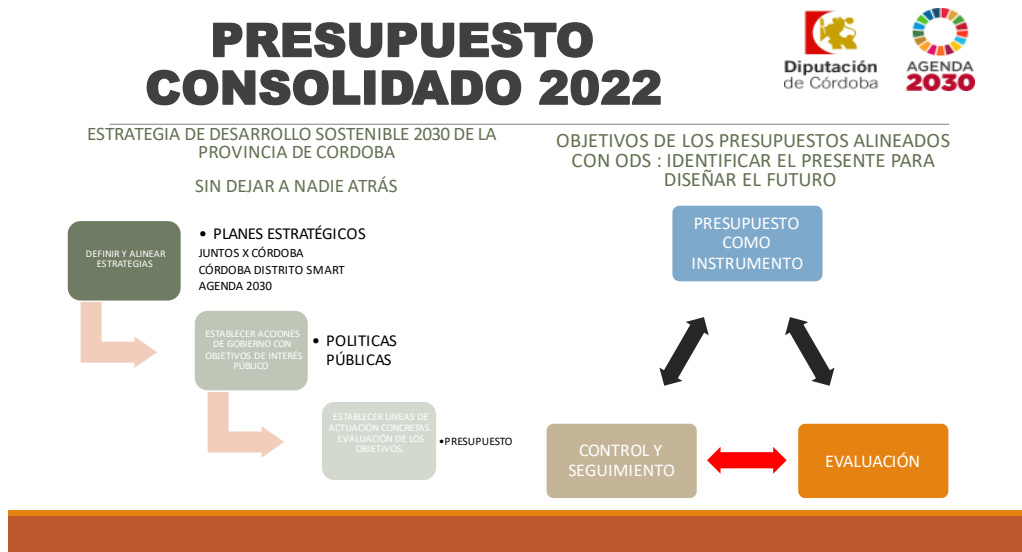 PRESUPUESTO
CONSOLIDADO 2022
Diputación
de Córdoba
AGENDA
2030
ESTRATEGIA DE DESARROLLO SOSTENIBLE 2030 DE LA
PROVINCIA DE CORDOBA
SIN DEJAR A NADIE ATRÁS
DEFINIR Y ALINEAR
ESTRATEGIAS
• PLANES ESTRATÉGICOS
JUNTOS X CÓRDOBA
CÓRDOBA DISTRITO SMART
AGENDA 2030
ESTABLECER ACCIONES
DE GOBIERNO CON
OBJETIVOS DE INTERÉS
PÚBLICO
• POLITICAS
PÚBLICAS
ESTABLECER LINEAS DE
ACTUACIÓN CONCRETAS.
EVALUACIÓN DE LOS
OBJETIVOS.
•PRESUPUESTO
OBJETIVOS DE LOS PRESUPUESTOS ALINEADOS
CON ODS : IDENTIFICAR EL PRESENTE PARA
DISEÑAR EL FUTURO
PRESUPUESTO
COMO
INSTRUMENTO
CONTROL Y
SEGUIMIENTO
EVALUACIÓN